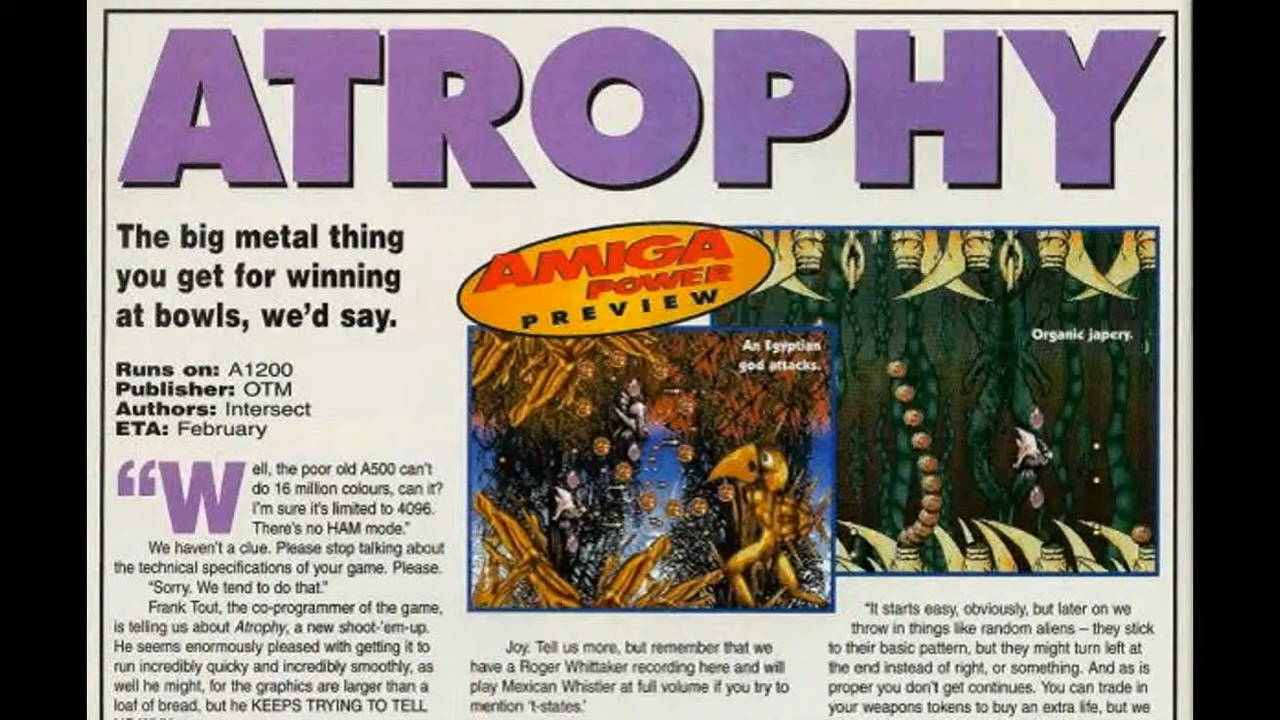 ATROPHY
The big metal thing
you get for winning
at bowls, we'd say.
Runs on: A1200
Publisher: OTM
Authors: Intersect
ETA: February
“Well, the poor old A500 can't
do 16 million colours, can it?
I'm sure it's limited to 4096.
There's no HAM mode.”
We haven't a clue. Please stop talking about
the technical specifications of your game. Please.
“Sorry. We tend to do that.”
Frank Tout, the co-programmer of the game,
is telling us about Atrophy, a new shoot-'em-up.
He seems enormously pleased with getting it to
run incredibly quicky and incredibly smoothly, as
well he might, for the graphics are larger than a
loaf of bread, but he KEEPS TRYING TO TELL
AMIGA
POWER
PREVIEW
An Egyptian
god attacks.
Organic japery.
Joy. Tell us more, but remember that we
have a Roger Whittaker recording here and will
play Mexican Whistler at full volume if you try to
mention 't-states.'
“It starts easy, obviously, but later on we
throw in things like random aliens – they stick
to their basic pattern, but they might turn left at
the end instead of right, or something. And as is
proper you don't get continues. You can trade in
your weapons tokens to buy an extra life, but we